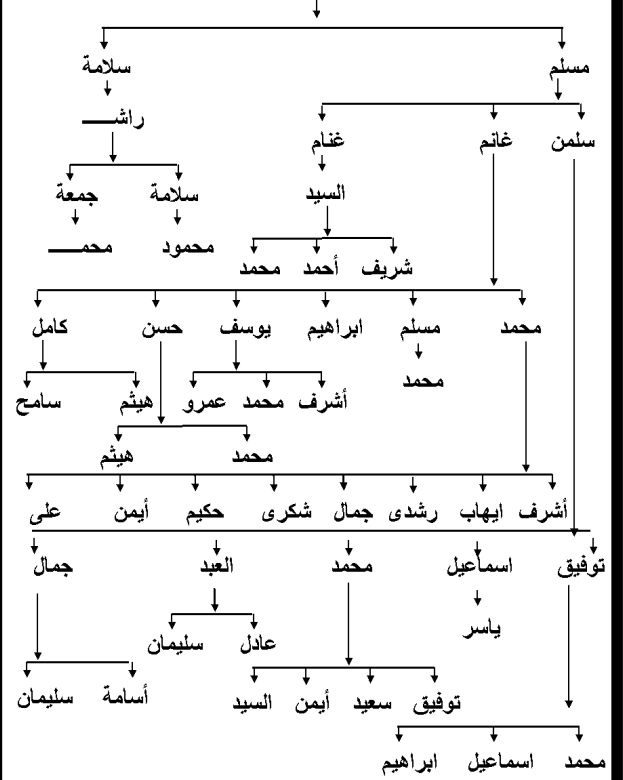 مسلم سلامة
سلمن غانم غنام راشـــــ
السيد سلامة جمعة
محمود محمـــــ
شريف أحمد محمد
محمد مسلم ابراهيم يوسف حسن كامل
محمد
أشرف محمد عمرو هيثم سامح
محمد هيثم
أشرف ايهاب رشدى جمال شكرى حكيم أيمن على
توفيق اسماعيل محمد العبد جمال
ياسر عادل سليمان
توفيق سعيد أيمن السيد أسامة سليمان
محمد اسماعيل ابراهيم